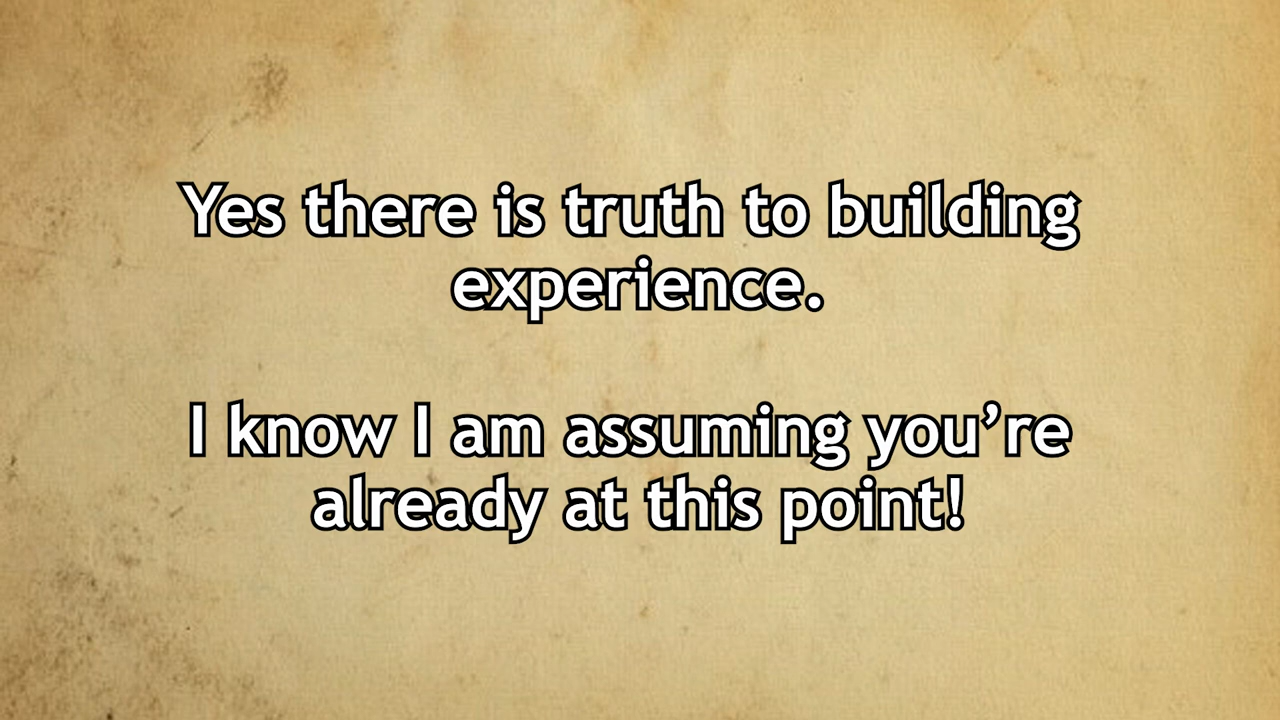 Yes there is truth to building
experience.
I know I am assuming you’re
already at this point!